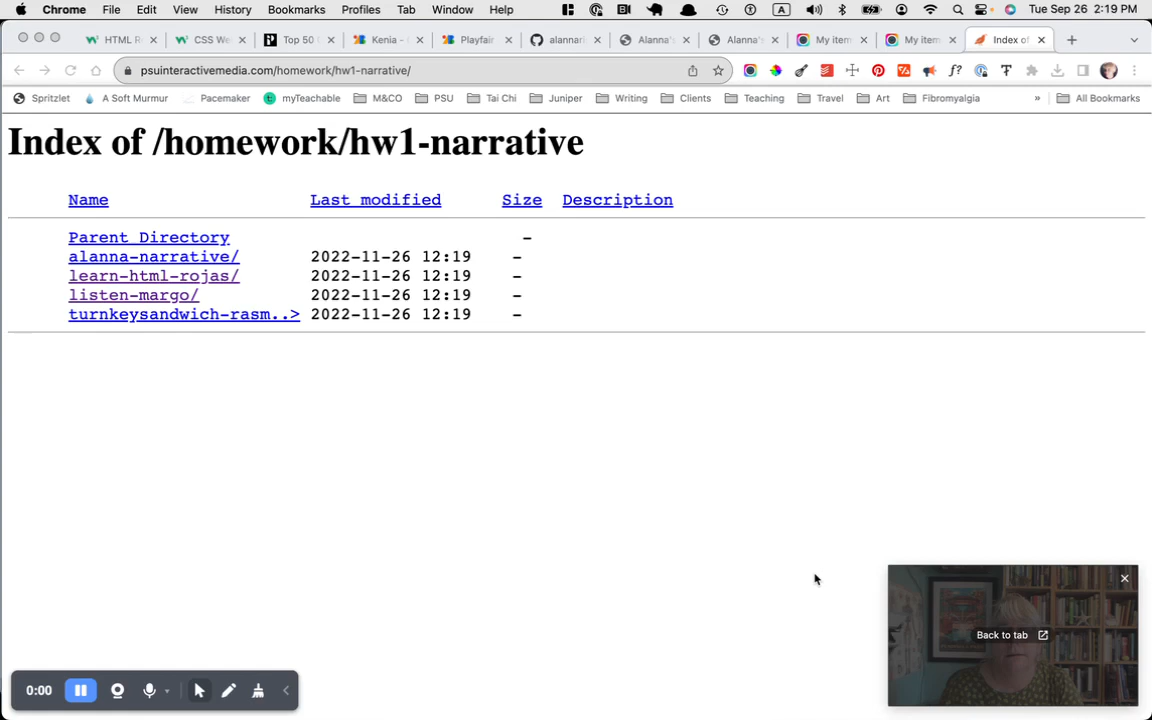 Chrome File Edit View History Bookmarks Profiles Tab Window Help A Tue Sep 26 2:19 PM
HTML R CSS We Top 50 Kenia - Playfair alannari Alanna's Alanna's My item My item Index of
psuinteractivemedia.com/homework/hw1-narrative/
Spritzlet A Soft Murmur Pacemaker myTeachable M&CO PSU Tai Chi Juniper Writing Clients Teaching Travel Art Fibromyalgia » All Bookmarks
Index of /homework/hw1-narrative
Name Last modified Size Description
Parent Directory -
alanna-narrative/ 2022-11-26 12:19 -
learn-html-rojas/ 2022-11-26 12:19 -
listen-margo/ 2022-11-26 12:19 -
turnkeysandwich-rasm..> 2022-11-26 12:19 -
Back to tab
0:00